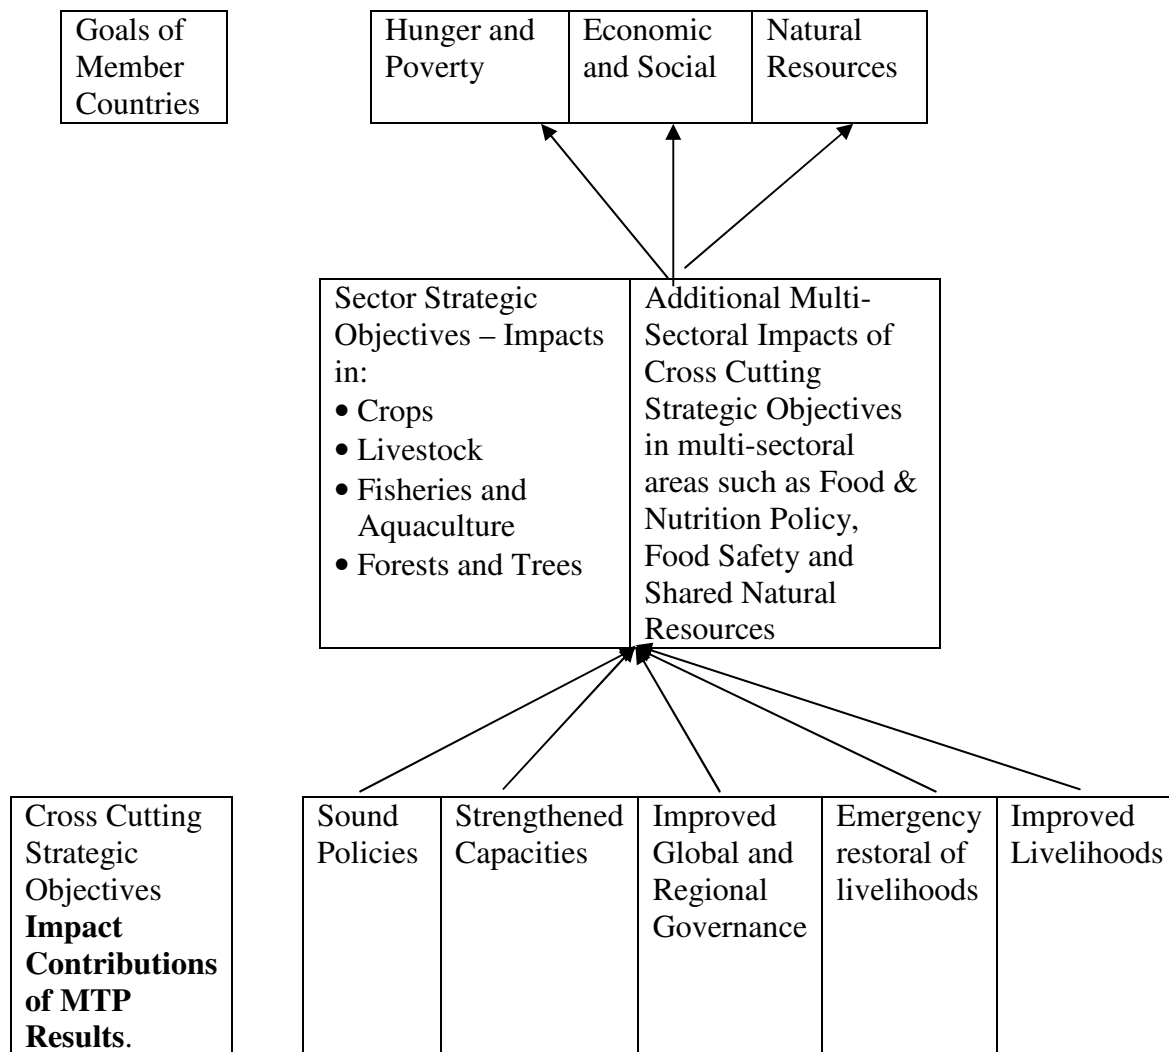 Goals of
Member
Countries
Hunger and
Poverty
Economic
and Social
Natural
Resources
Sector Strategic
Objectives – Impacts
in:
• Crops
• Livestock
• Fisheries and
Aquaculture
• Forests and Trees
Additional Multi-
Sectoral Impacts of
Cross Cutting
Strategic Objectives
in multi-sectoral
areas such as Food &
Nutrition Policy,
Food Safety and
Shared Natural
Resources
Cross Cutting
Strategic
Objectives
Impact
Contributions
of MTP
Results.
Sound
Policies
Strengthened
Capacities
Improved
Global and
Regional
Governance
Emergency
restoral of
livelihoods
Improved
Livelihoods